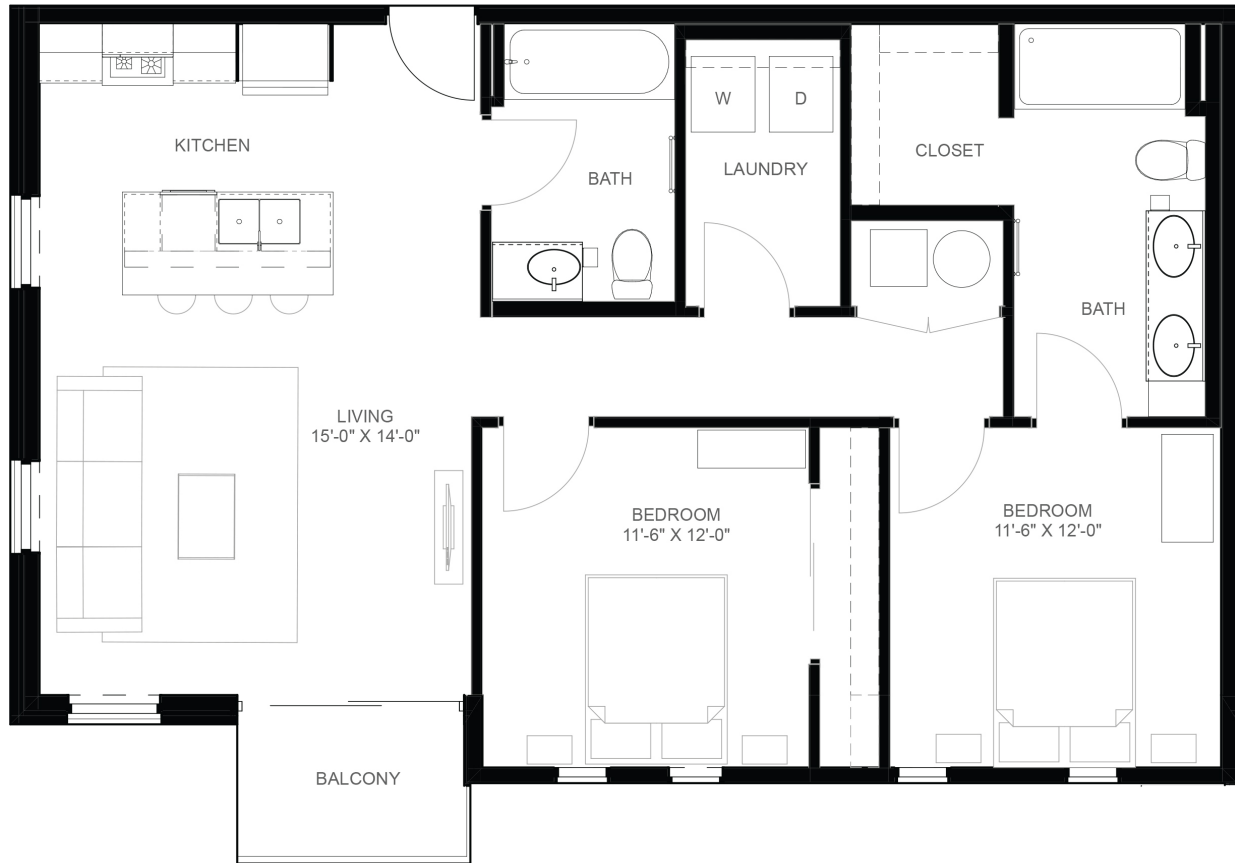 KITCHEN
BATH
W
D
LAUNDRY
CLOSET
BATH
LIVING
15'-0" X 14'-0"
BEDROOM
11'-6" X 12'-0"
BEDROOM
11'-6" X 12'-0"
BALCONY